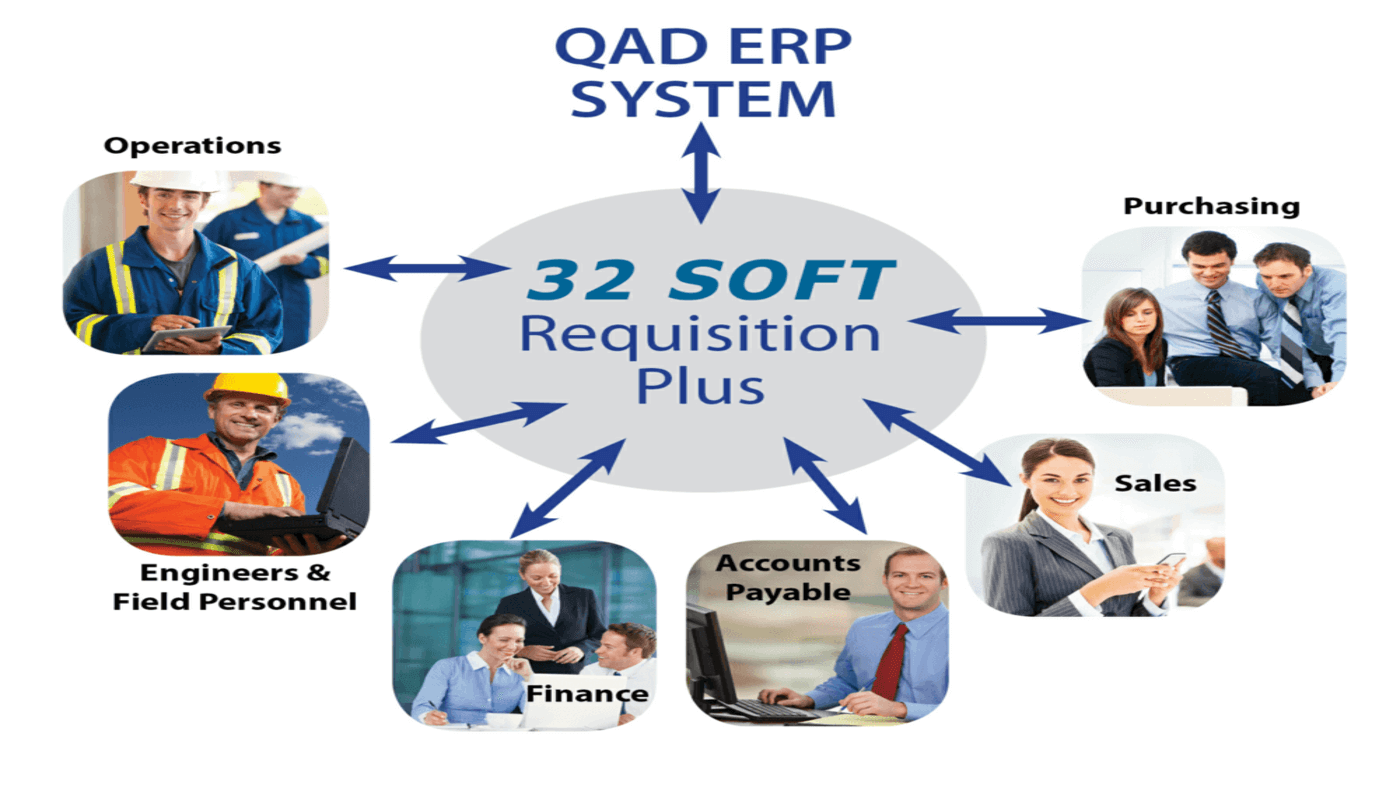 QAD ERP
SYSTEM
Operations
Purchasing
32 SOFT
Requisition
Plus
Sales
Engineers &
Field Personnel
Accounts
Payable
Finance